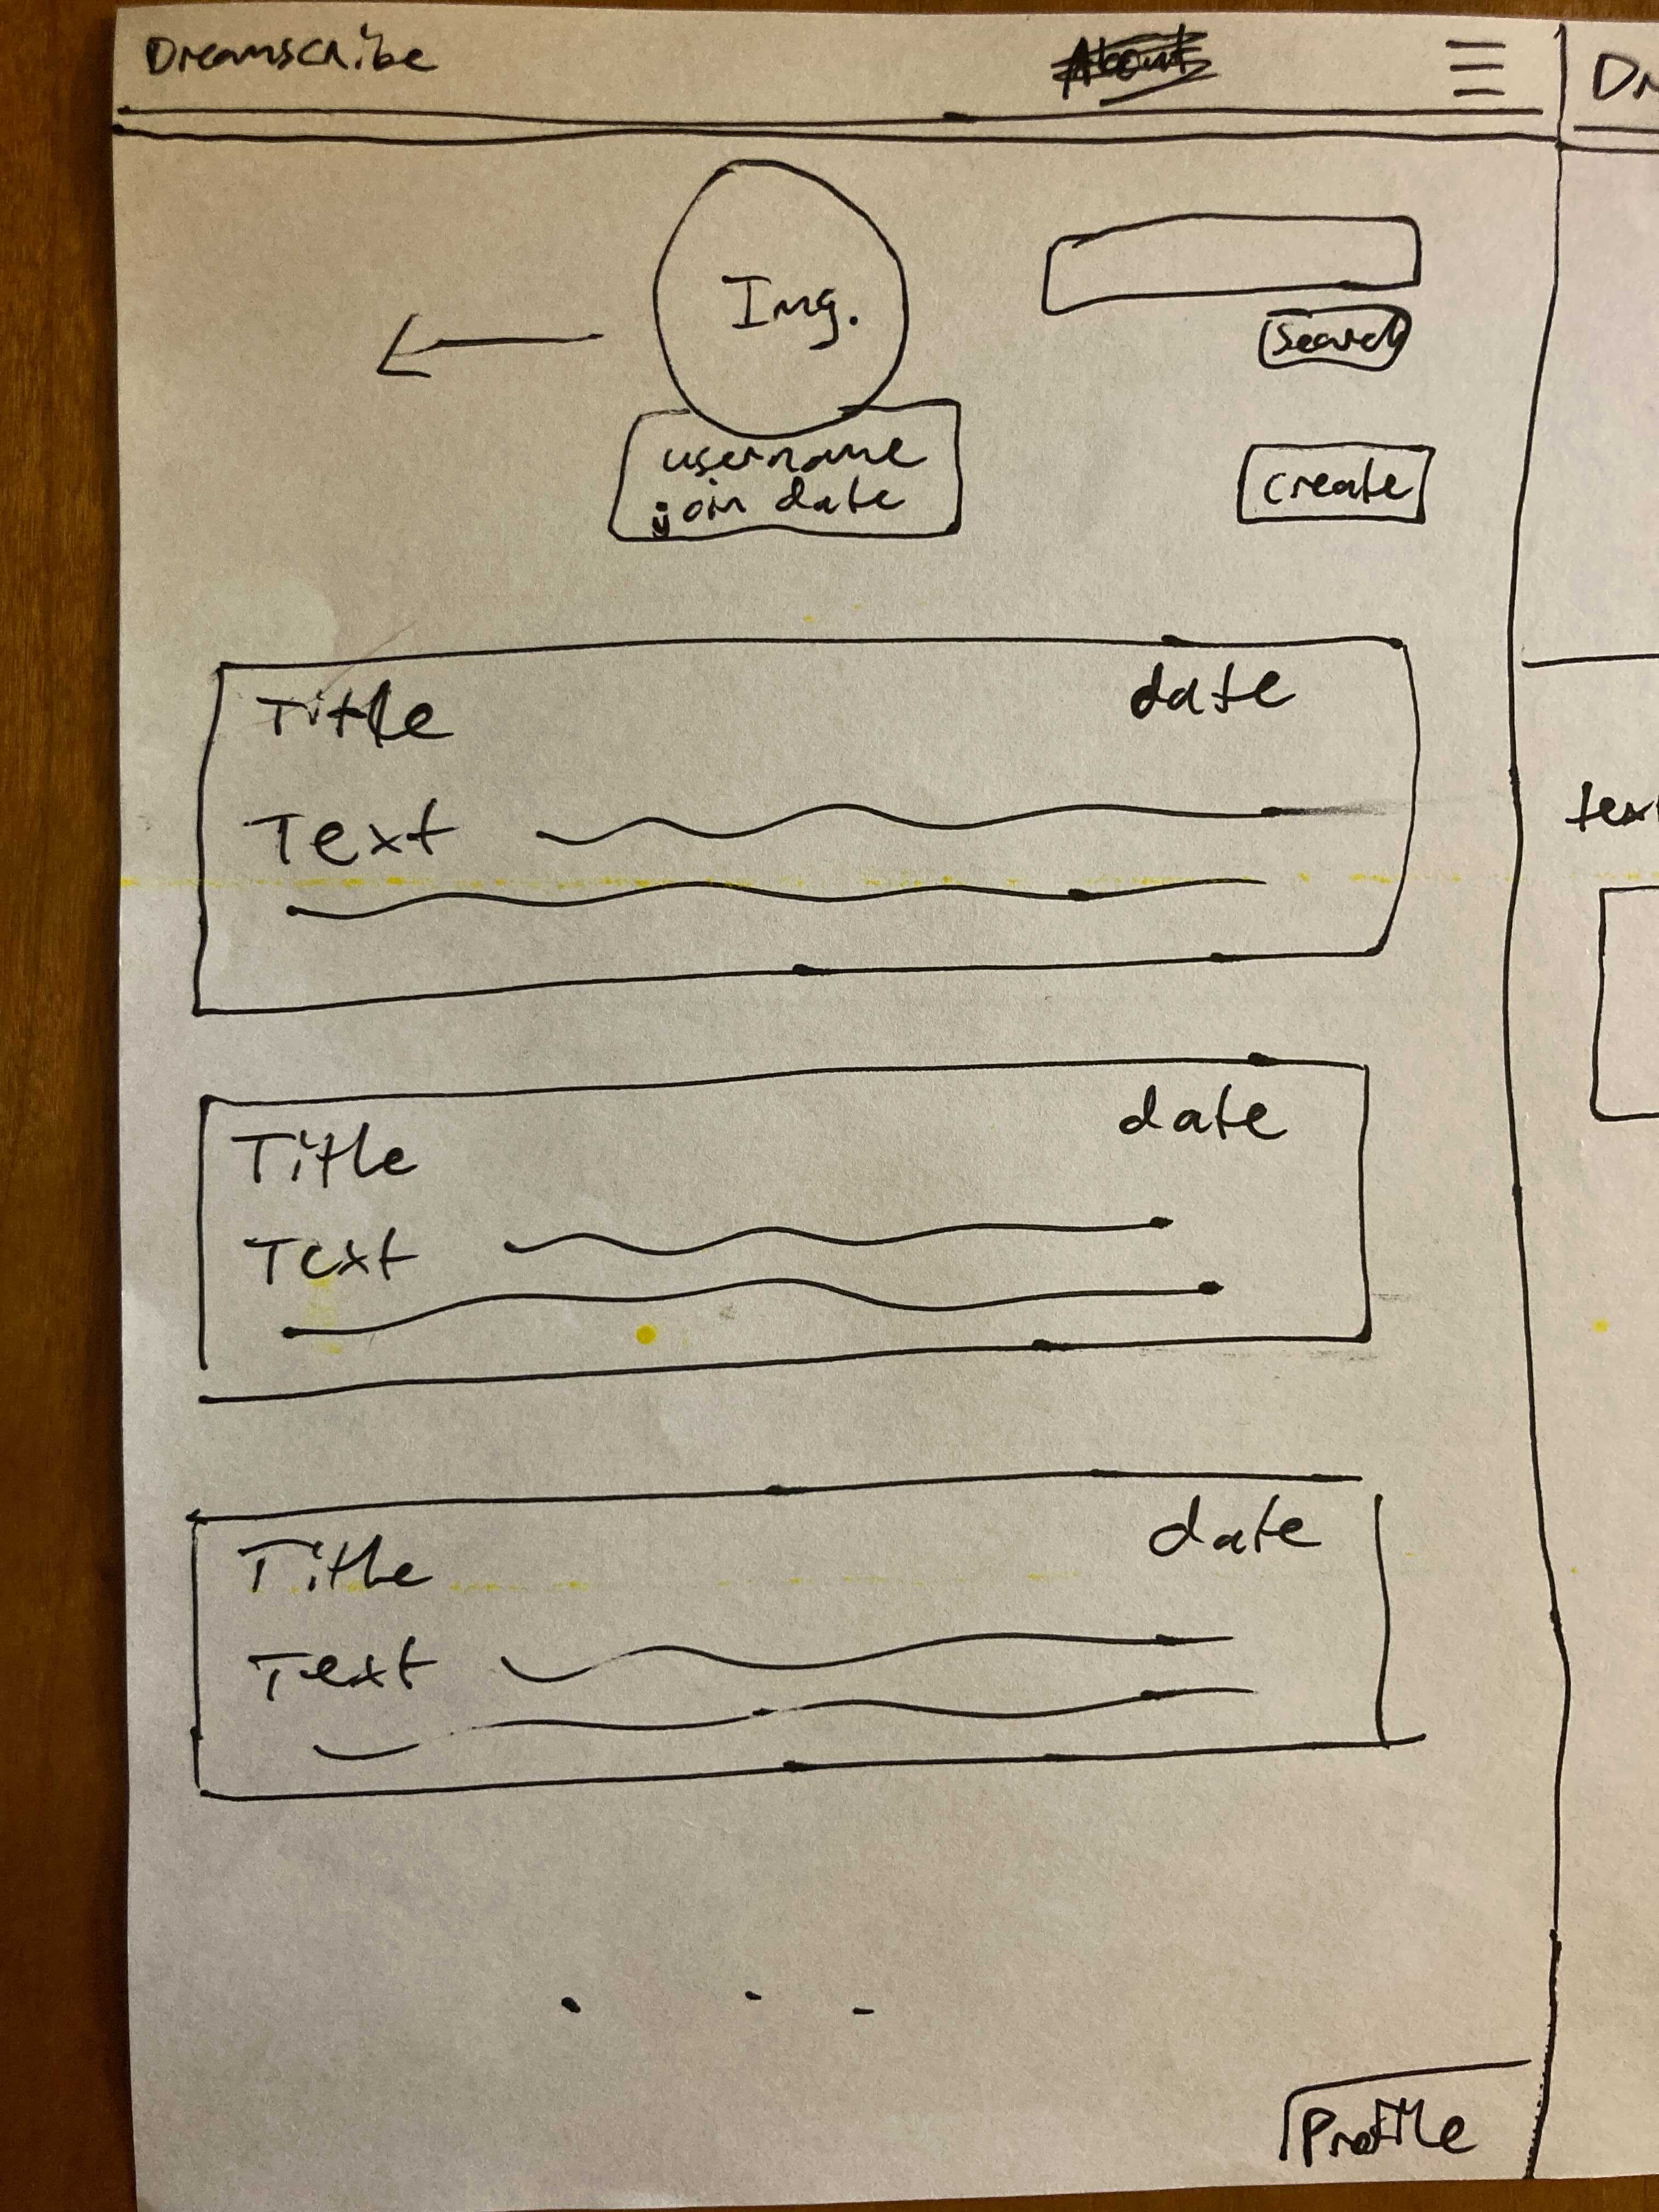 Dreamscribe About
Dr
Img.
Search
username
join date
create
Title date
Text
text
Title date
Text
Title date
Text
Profile